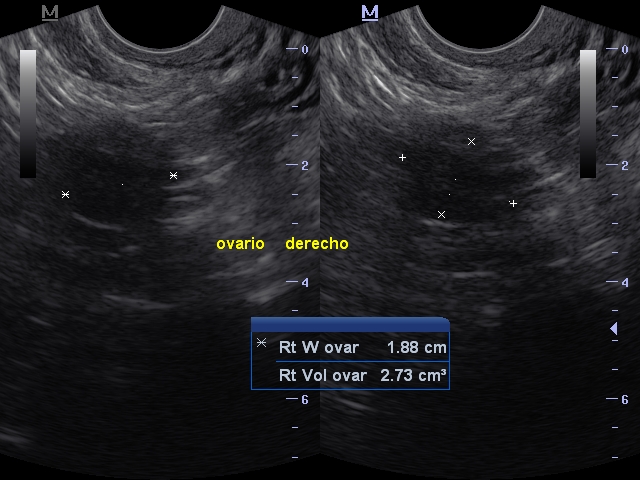 M M
0 0
2 2
ovario derecho
4 4
Rt W ovar 1.88 cm
Rt Vol ovar 2.73 cm³
6 6